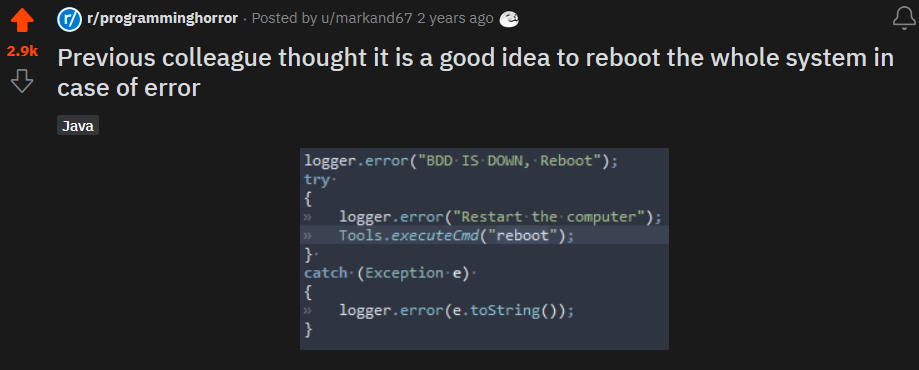 r/programminghorror · Posted by u/markand67 2 years ago
2.9k
Previous colleague thought it is a good idea to reboot the whole system in
case of error
Java
logger.error("BDD·IS·DOWN,·Reboot");
try·
{
»   logger.error("Restart·the·computer");
»   Tools.executeCmd("reboot");
}·
catch·(Exception·e)·
{
»   logger.error(e.toString());
}